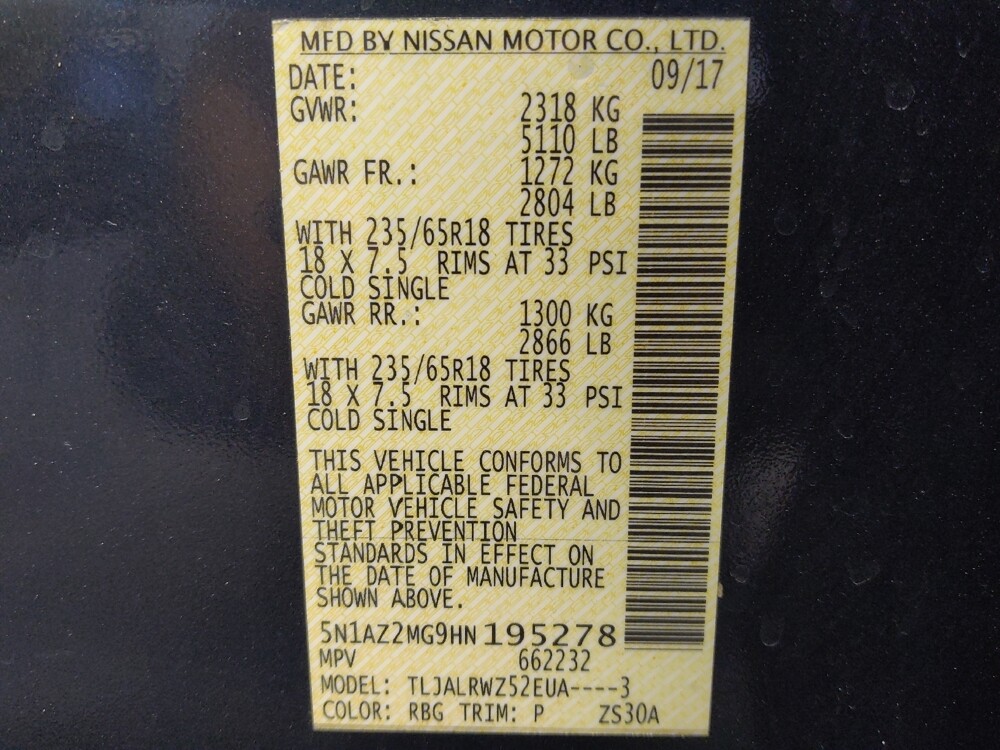 MFD BY NISSAN MOTOR CO., LTD.
DATE: 09/17
GVWR: 2318 KG
5110 LB
GAWR FR.: 1272 KG
2804 LB
WITH 235/65R18 TIRES
18 X 7.5 RIMS AT 33 PSI
COLD SINGLE
GAWR RR.: 1300 KG
2866 LB
WITH 235/65R18 TIRES
18 X 7.5 RIMS AT 33 PSI
COLD SINGLE
THIS VEHICLE CONFORMS TO
ALL APPLICABLE FEDERAL
MOTOR VEHICLE SAFETY AND
THEFT PREVENTION
STANDARDS IN EFFECT ON
THE DATE OF MANUFACTURE
SHOWN ABOVE.
5N1AZ2MG9HN195278
MPV 662232
MODEL: TLJALRWZ52EUA----3
COLOR: RBG TRIM: P ZS30A